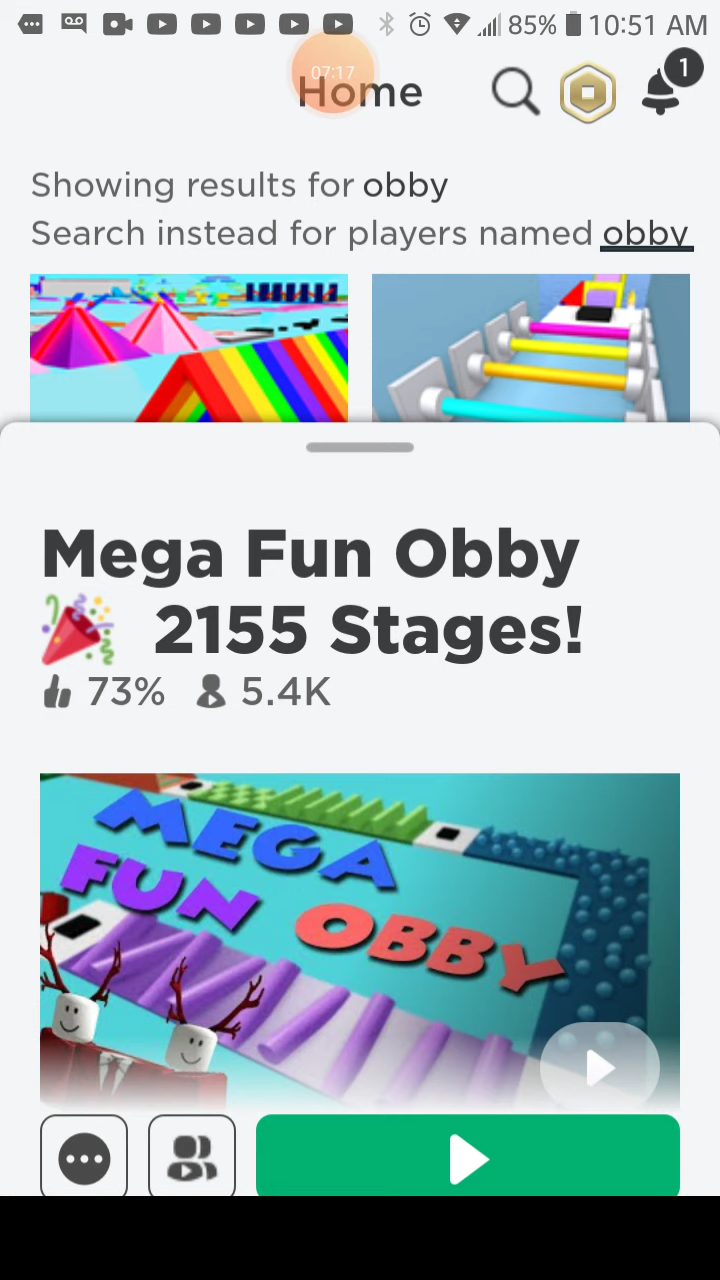 85% 10:51 AM
07:17
Home
1
Showing results for obby
Search instead for players named obby
Mega Fun Obby
🎉 2155 Stages!
73% 5.4K
MEGA
FUN OBBY